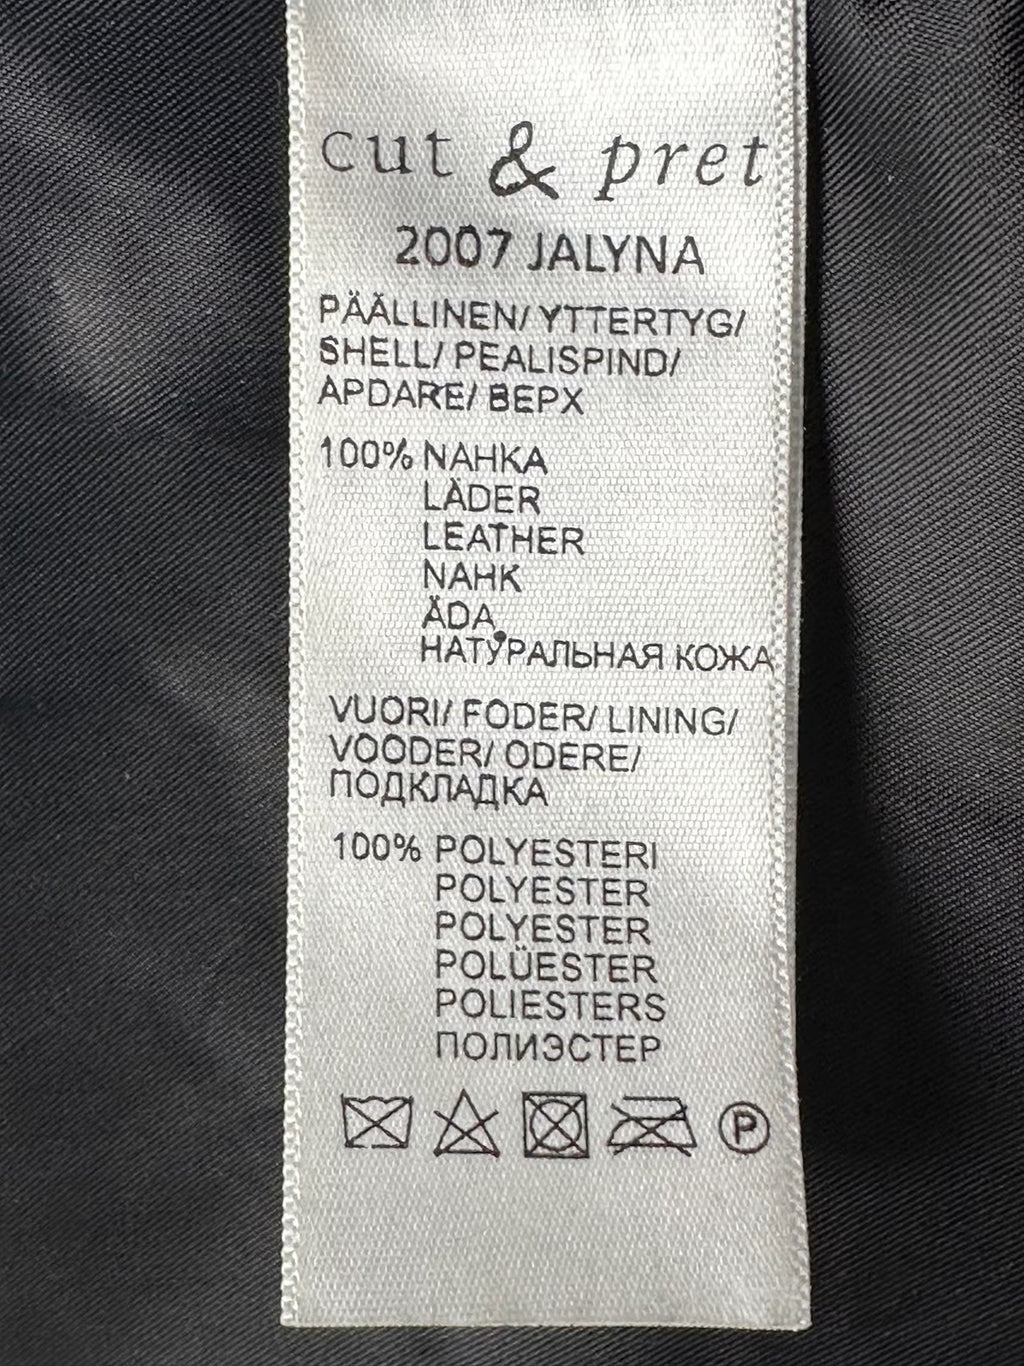 cut & pret
2007 JALYNA
PÄÄLLINEN/ YTTERTYG/
SHELL/ PEALISPIND/
APDARE/ ВЕРХ
100% NAHKA
LÄDER
LEATHER
NAHK
ĀDA
НАТУРАЛЬНАЯ КОЖА
VUORI/ FODER/ LINING/
VOODER/ ODERE/
ПОДКЛАДКА
100% POLYESTERI
POLYESTER
POLYESTER
POLÜESTER
POLIESTERS
ПОЛИЭСТЕР
P